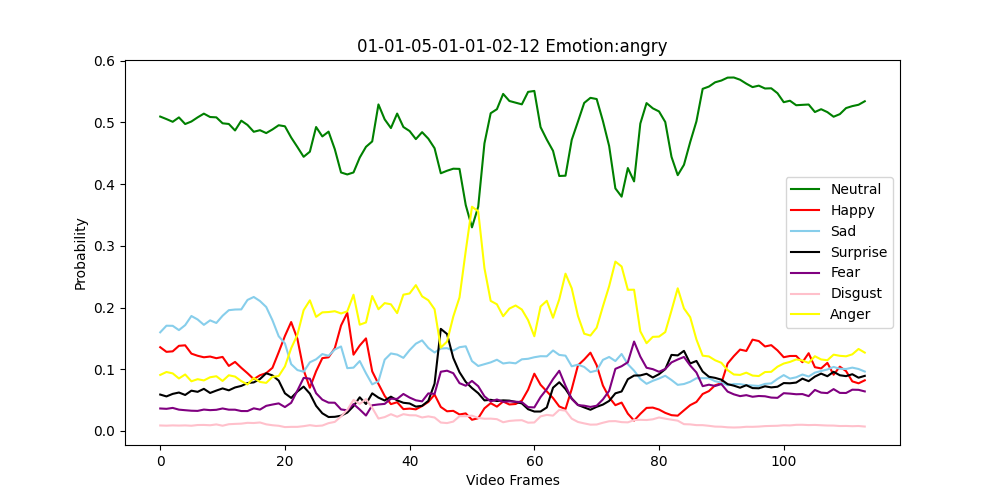 01-01-05-01-01-02-12 Emotion:angry
0.6
0.5
0.4
0.3
0.2
0.1
0.0
Probability
Neutral
Happy
Sad
Surprise
Fear
Disgust
Anger
0 20 40 60 80 100
Video Frames